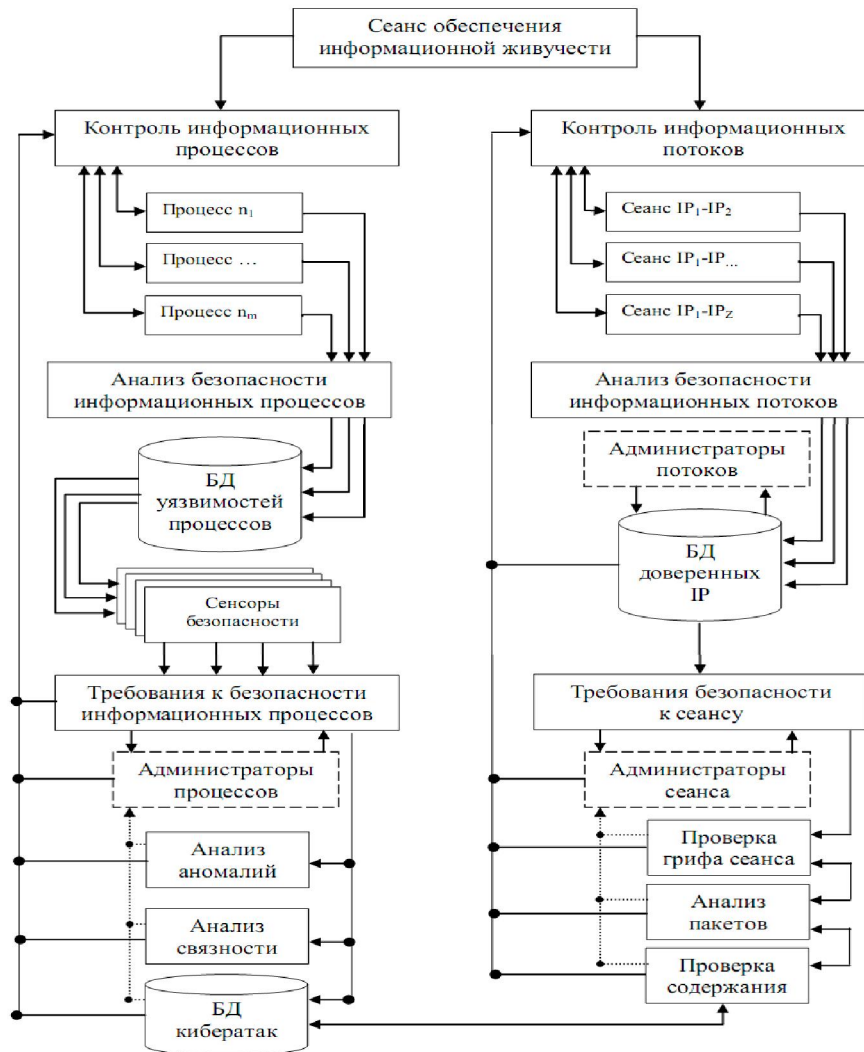 Сеанс обеспечения
информационной живучести
Контроль информационных
процессов
Процесс n₁
Процесс ...
Процесс nₘ
Анализ безопасности
информационных процессов
БД
уязвимостей
процессов
Сенсоры
безопасности
Требования к безопасности
информационных процессов
Администраторы
процессов
Анализ
аномалий
Анализ
связности
БД
кибератак
Контроль информационных
потоков
Сеанс IP₁-IP₂
Сеанс IP₁-IP...
Сеанс IP₁-IPZ
Анализ безопасности
информационных потоков
Администраторы
потоков
БД
доверенных
IP
Требования безопасности
к сеансу
Администраторы
сеанса
Проверка
грифа сеанса
Анализ
пакетов
Проверка
содержания